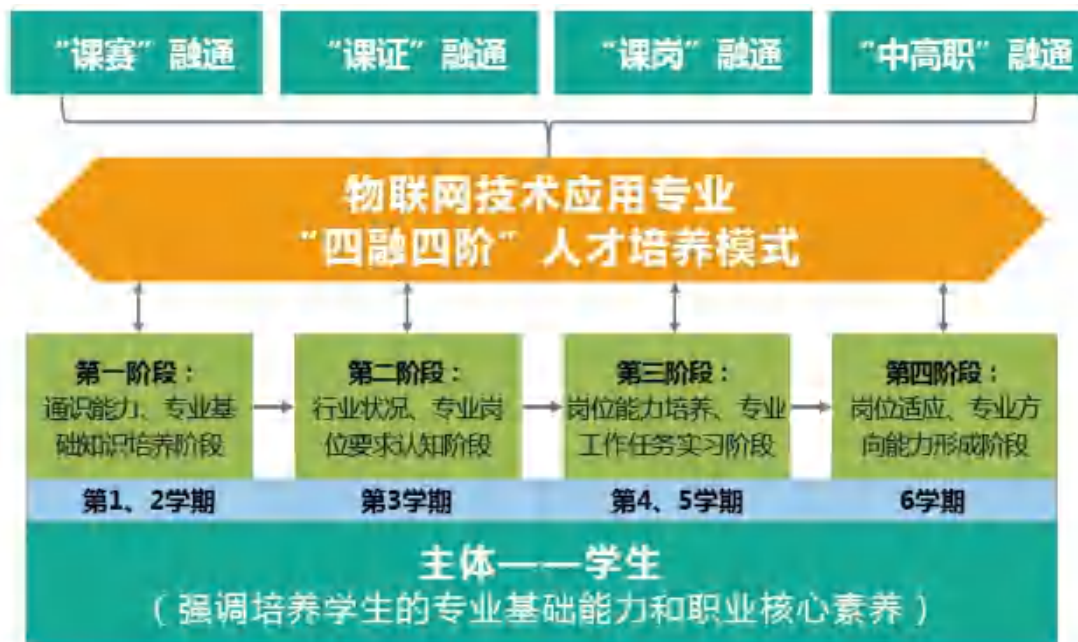 “课赛”融通
“课证”融通
“课岗”融通
“中高职”融通
物联网技术应用专业
“四融四阶”人才培养模式
第一阶段：
通识能力、专业基
础知识培养阶段
第二阶段：
行业状况、专业岗
位要求认知阶段
第三阶段：
岗位能力培养、专业
工作任务实习阶段
第四阶段：
岗位适应、专业方
向能力形成阶段
第1、2学期
第3学期
第4、5学期
6学期
主体——学生
（强调培养学生的专业基础能力和职业核心素养）